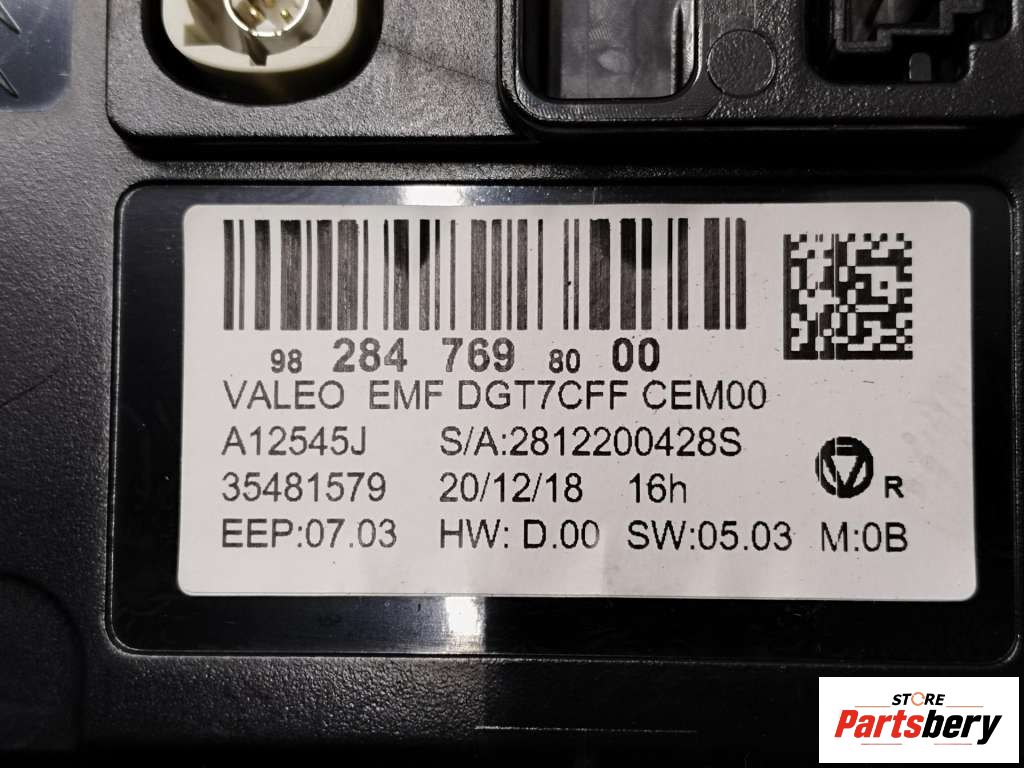 98 284 769 80 00
VALEO EMF DGT7CFF CEM00
A12545J S/A:2812200428S
35481579 20/12/18 16h
R
EEP:07.03 HW: D.00 SW:05.03 M:0B
STORE
Partsbery